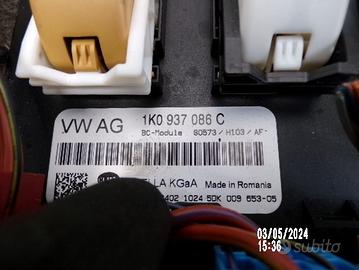 VW AG
1K0 937 086 C
BC-Module S0573 / H103 / AF-
LA KGaA Made in Romania
402 1024 5DK 009 653-05
03/05/2024
15:36
subito